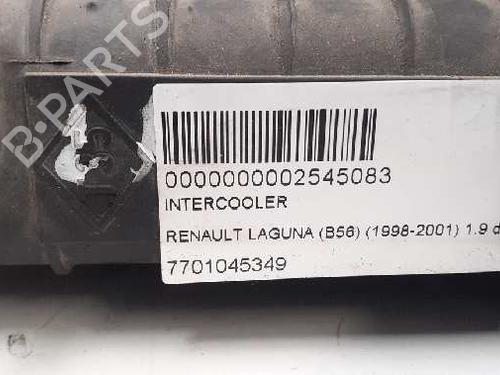 B-PARTS
0000000002545083
INTERCOOLER
RENAULT LAGUNA (B56) (1998-2001) 1.9 d
7701045349